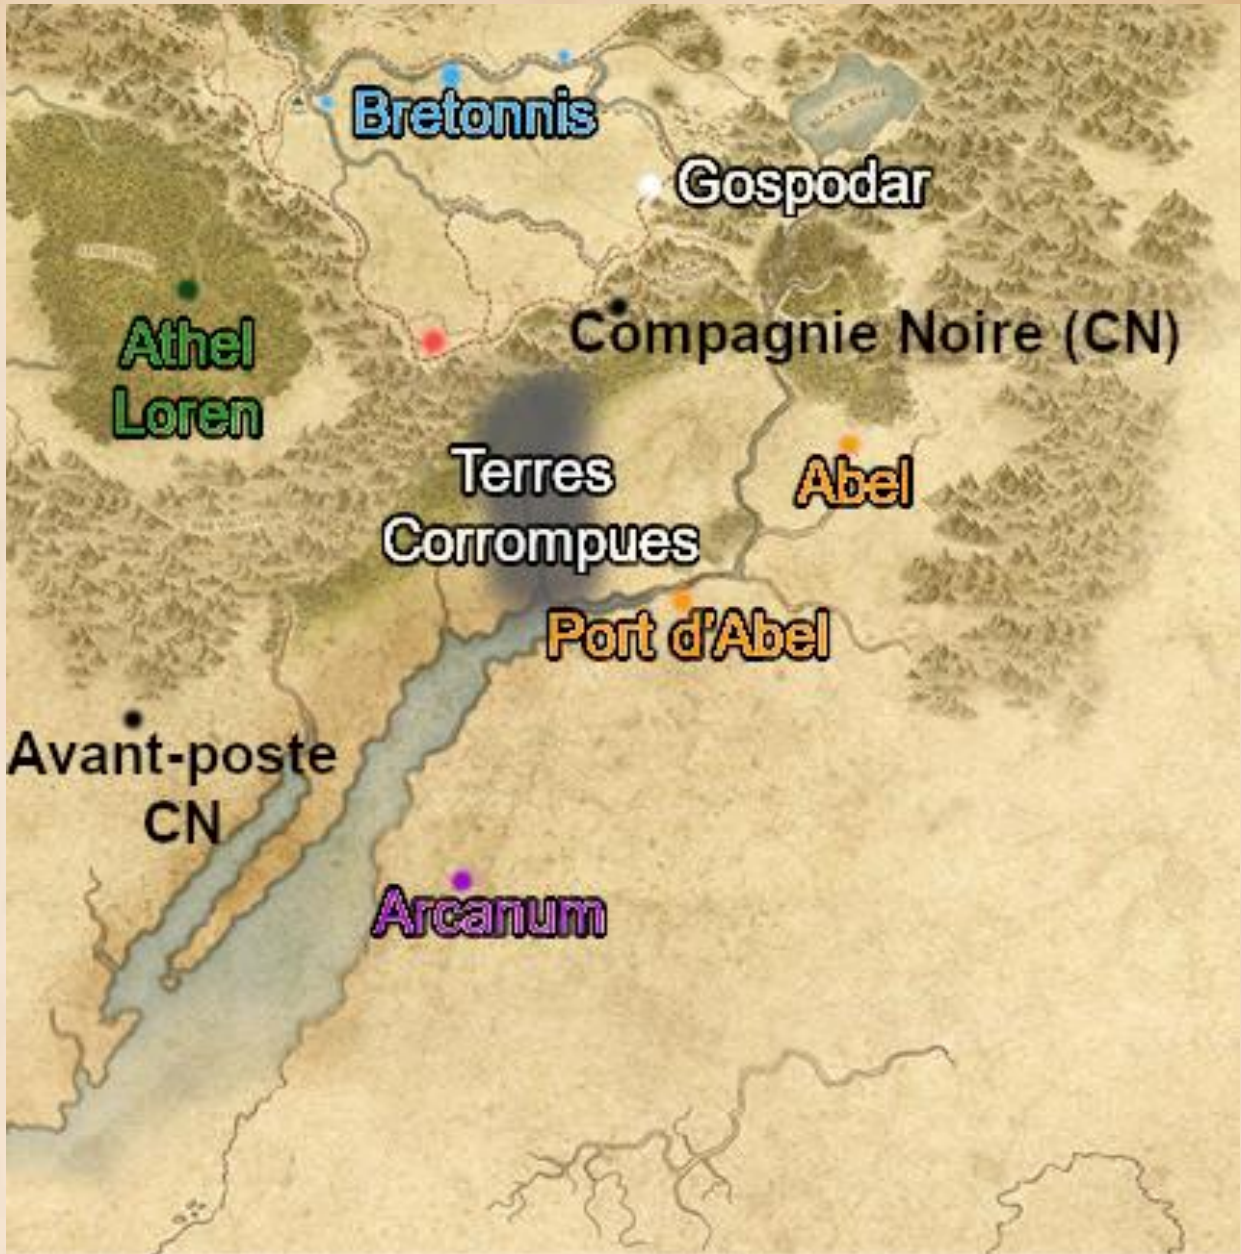 Bretonnis
Gospodar
Athel
Loren
Compagnie Noire (CN)
Terres
Corrompues
Abel
Port d'Abel
Avant-poste
CN
Arcanum